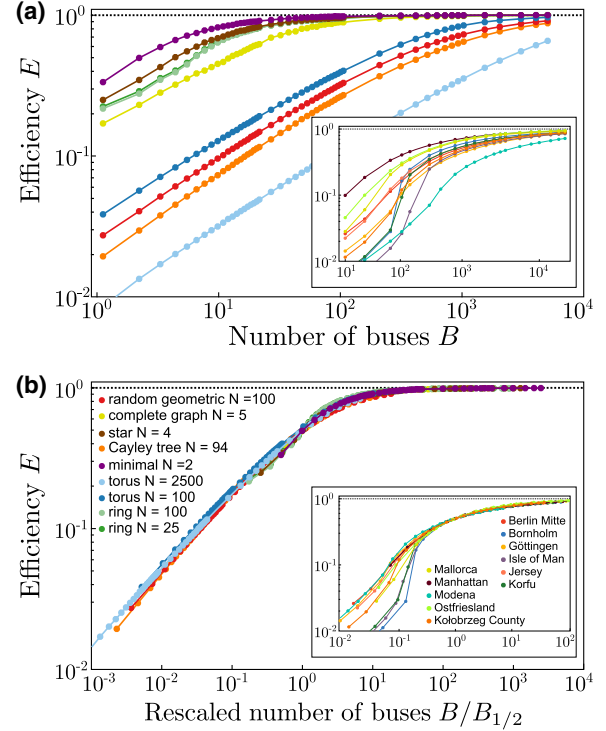 (a)
Efficiency E
10^0
10^-1
10^-2
10^0
10^-1
10^-2
10^1
10^2
10^3
10^4
10^0
10^1
10^2
10^3
10^4
Number of buses B
(b)
Efficiency E
10^0
10^-1
10^-2
random geometric N =100
complete graph N = 5
star N = 4
Cayley tree N = 94
minimal N =2
torus N = 2500
torus N = 100
ring N = 100
ring N = 25
10^0
10^-1
10^-2
Mallorca
Manhattan
Modena
Ostfriesland
Kołobrzeg County
Berlin Mitte
Bornholm
Göttingen
Isle of Man
Jersey
Korfu
10^-2
10^-1
10^0
10^1
10^2
10^-3
10^-2
10^-1
10^0
10^1
10^2
10^3
10^4
Rescaled number of buses B/B_1/2